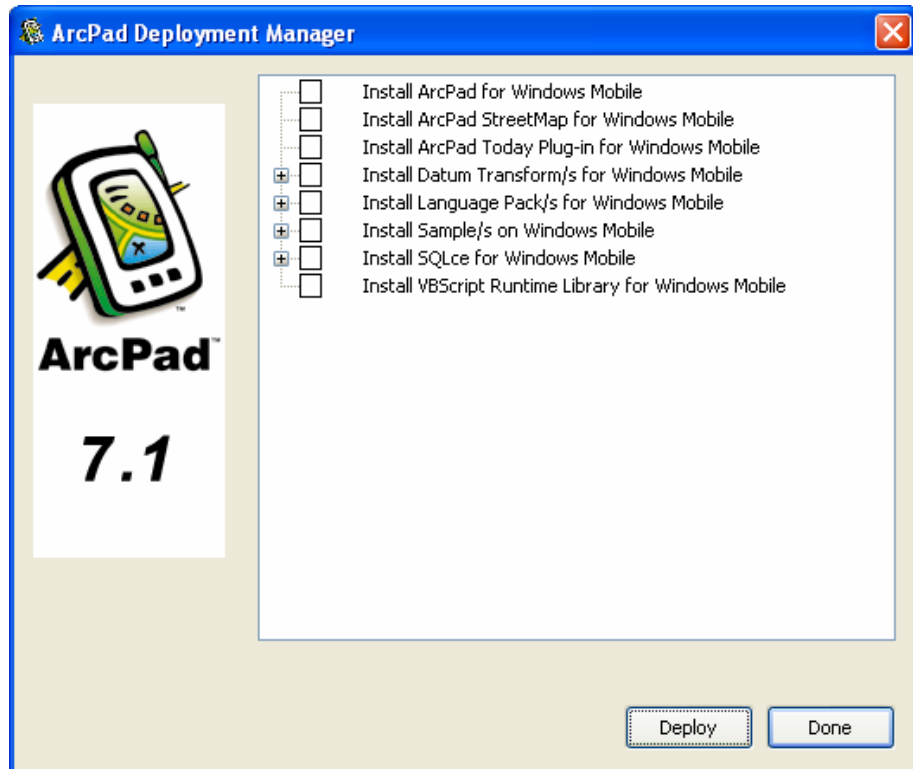 ArcPad Deployment Manager
Install ArcPad for Windows Mobile
Install ArcPad StreetMap for Windows Mobile
Install ArcPad Today Plug-in for Windows Mobile
Install Datum Transform/s for Windows Mobile
Install Language Pack/s for Windows Mobile
Install Sample/s on Windows Mobile
Install SQLce for Windows Mobile
Install VBScript Runtime Library for Windows Mobile
™
ArcPad™
7.1
Deploy
Done